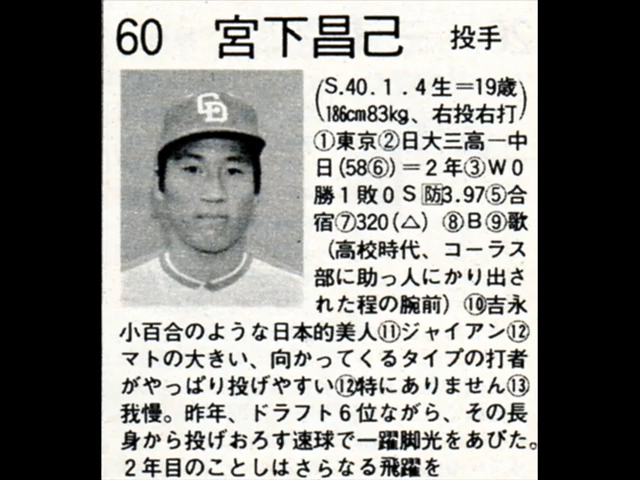 60 宮下昌己 投手
CD
(S.40.1.4生＝19歳
186cm83kg、右投右打)
①東京②日大三高―中
日(58⑥)＝2年③W0
勝1敗0S防3.97⑤合
宿⑦320(△)⑧B⑨歌
(高校時代、コーラス
部に助っ人にかり出さ
れた程の腕前)⑩吉永
小百合のような日本的美人⑪ジャイアン⑫
マトの大きい、向かってくるタイプの打者
がやっぱり投げやすい⑫特にありません⑬
我慢。昨年、ドラフト6位ながら、その長
身から投げおろす速球で一躍脚光をあびた。
2年目のことしはさらなる飛躍を